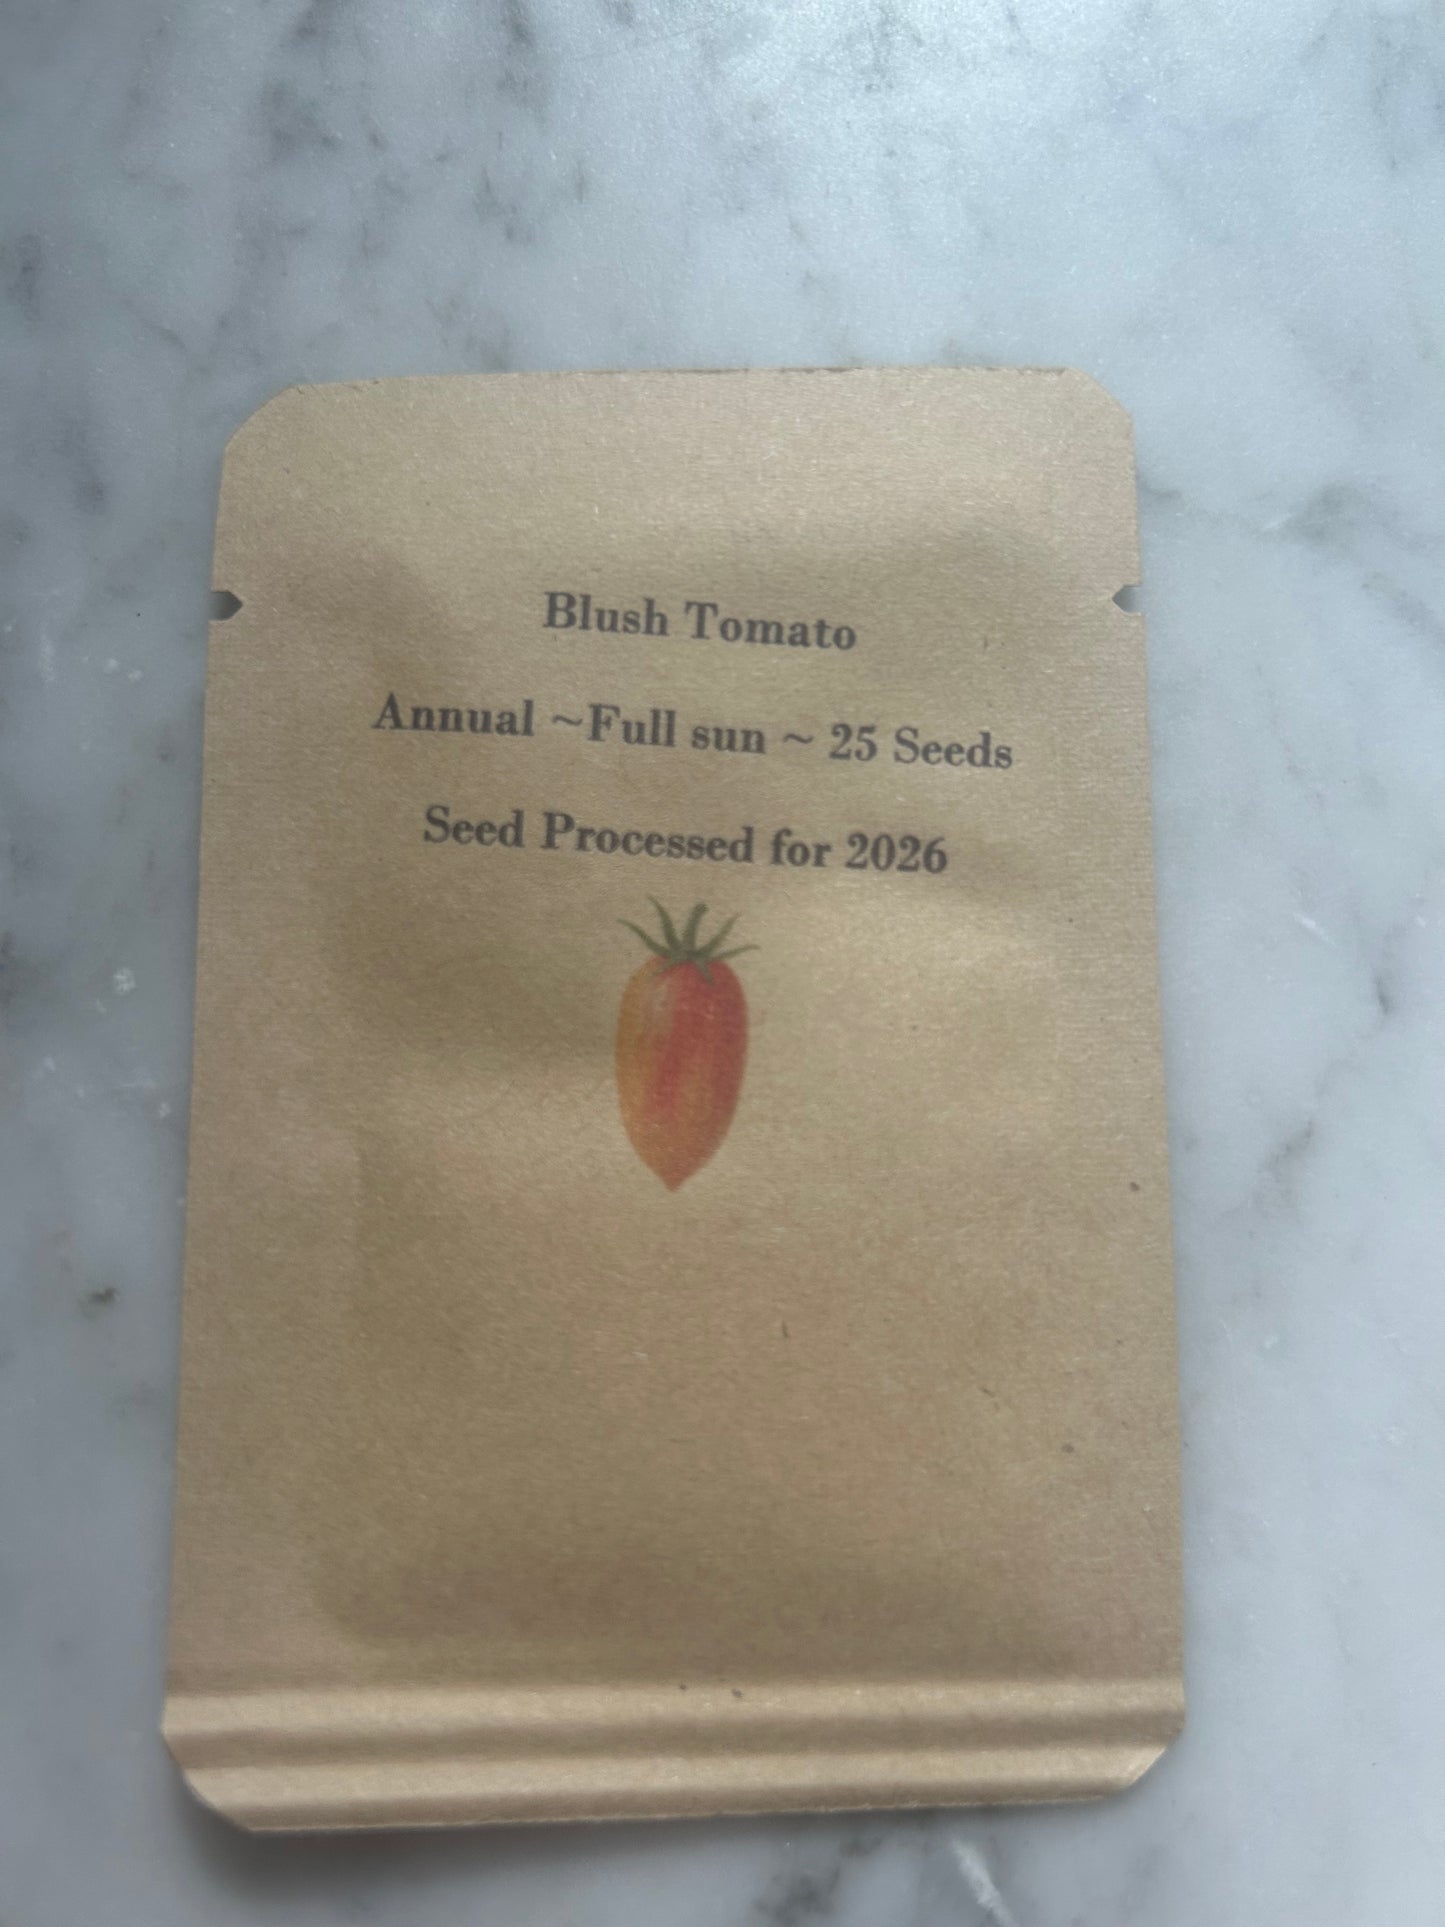 Blush Tomato
Annual ~Full sun ~ 25 Seeds
Seed Processed for 2026